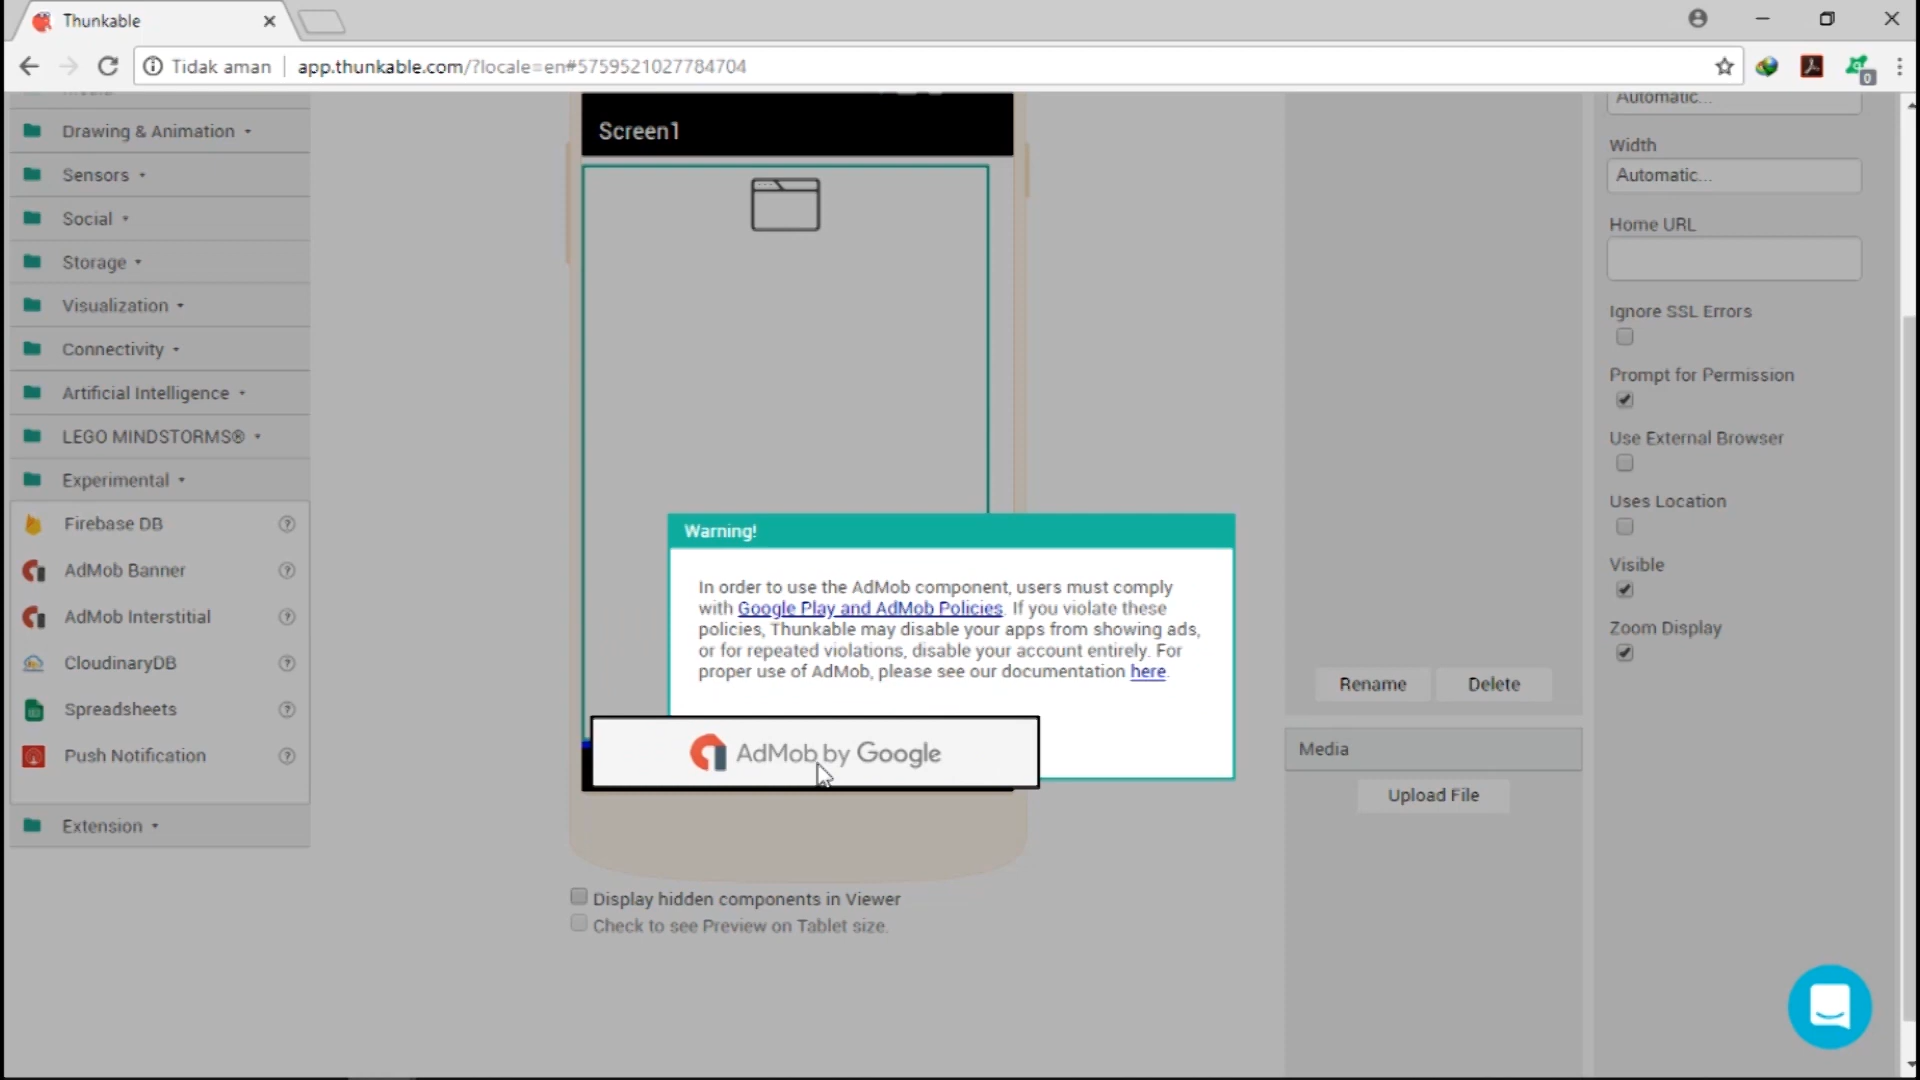 Thunkable
Tidak aman
app.thunkable.com/?locale=en#5759521027784704
0
Drawing & Animation
Sensors
Social
Storage
Visualization
Connectivity
Artificial Intelligence
LEGO MINDSTORMS®
Experimental
Firebase DB
AdMob Banner
AdMob Interstitial
CloudinaryDB
Spreadsheets
Push Notification
Extension
Screen1
Warning!
In order to use the AdMob component, users must comply
with Google Play and AdMob Policies. If you violate these
policies, Thunkable may disable your apps from showing ads,
or for repeated violations, disable your account entirely. For
proper use of AdMob, please see our documentation here.
AdMob by Google
Display hidden components in Viewer
Check to see Preview on Tablet size.
Rename
Delete
Media
Upload File
Automatic...
Width
Automatic...
Home URL
Ignore SSL Errors
Prompt for Permission
Use External Browser
Uses Location
Visible
Zoom Display